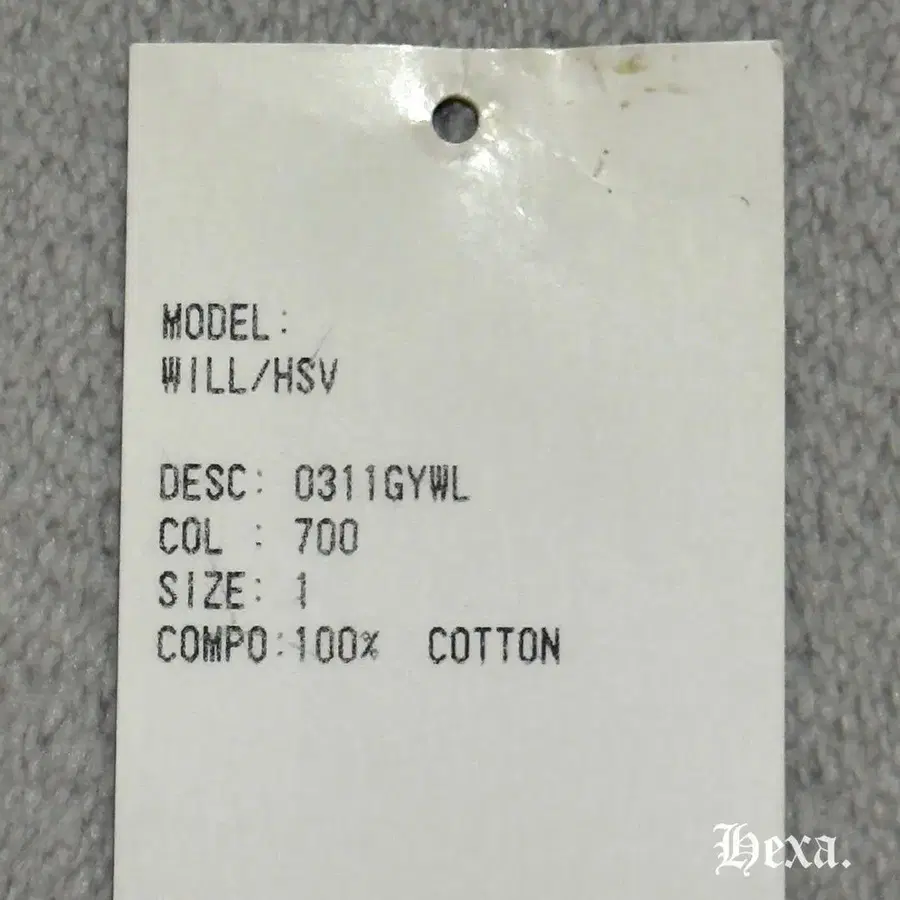 MODEL:
WILL/HSV
DESC: 0311GYWL
COL : 700
SIZE: 1
COMPO:100% COTTON
Hexa.